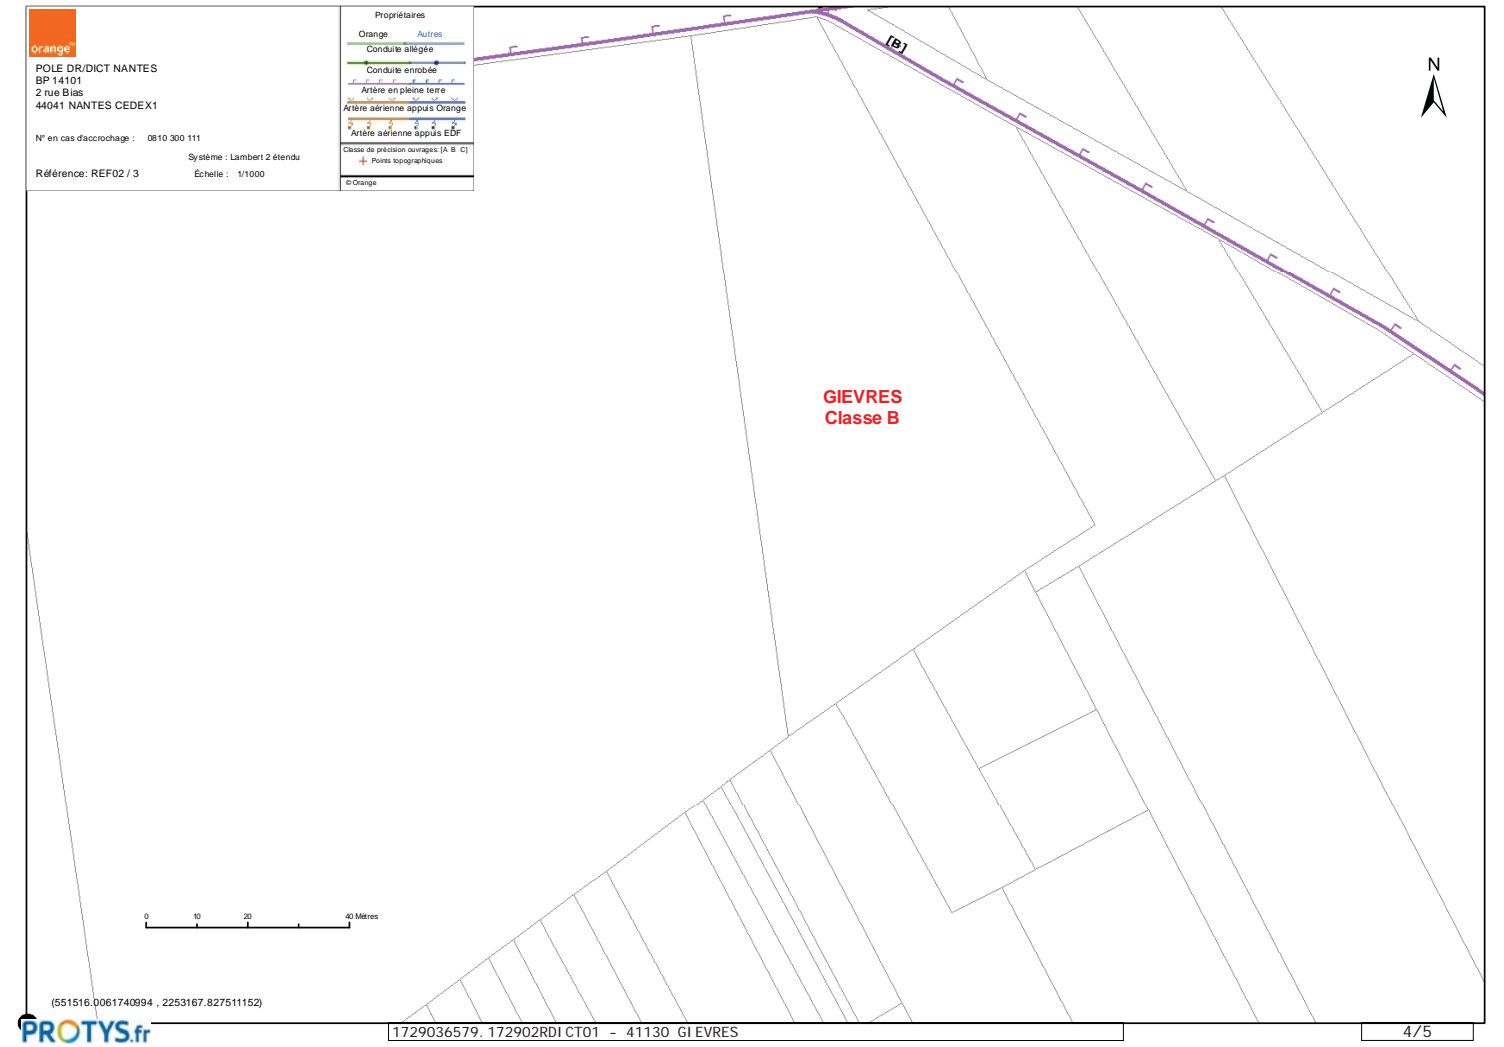 orange™
POLE DR/DICT NANTES
BP 14101
2 rue Bias
44041 NANTES CEDEX1
N° en cas d'accrochage : 0810 300 111
Système : Lambert 2 étendu
Référence: REF02 / 3
Échelle : 1/1000
Propriétaires
Orange Autres
Conduite allégée
Conduite enrobée
Artère en pleine terre
Artère aérienne appuis Orange
Artère aérienne appuis EDF
Classe de précision ouvrages: [A B C]
Points topographiques
© Orange
[B]
N
GIEVRES
Classe B
0 10 20 40 Mètres
(551516.0061740994 , 2253167.827511152)
PROTYS.fr
1729036579. 172902RDICT01 - 41130 GIEVRES
4/5